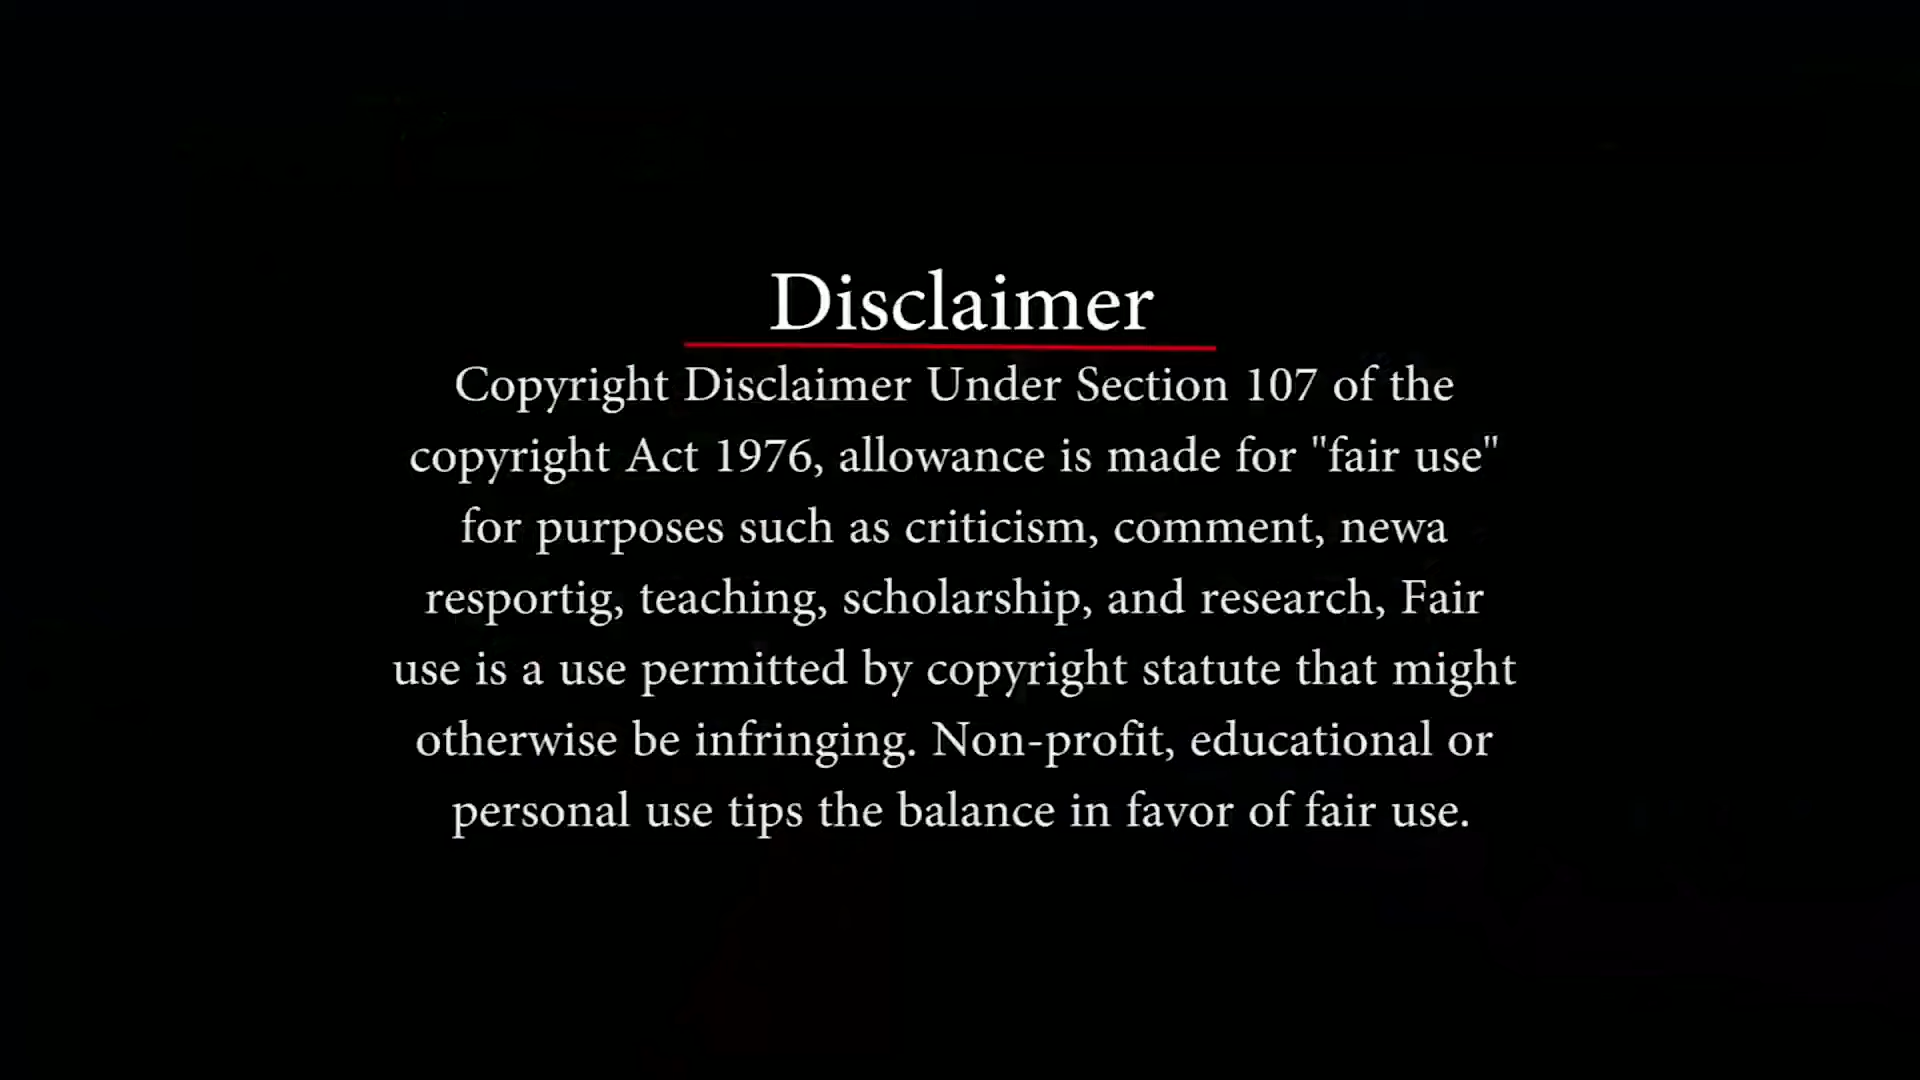 Disclaimer
Copyright Disclaimer Under Section 107 of the
copyright Act 1976, allowance is made for "fair use"
for purposes such as criticism, comment, newa
resportig, teaching, scholarship, and research, Fair
use is a use permitted by copyright statute that might
otherwise be infringing. Non-profit, educational or
personal use tips the balance in favor of fair use.